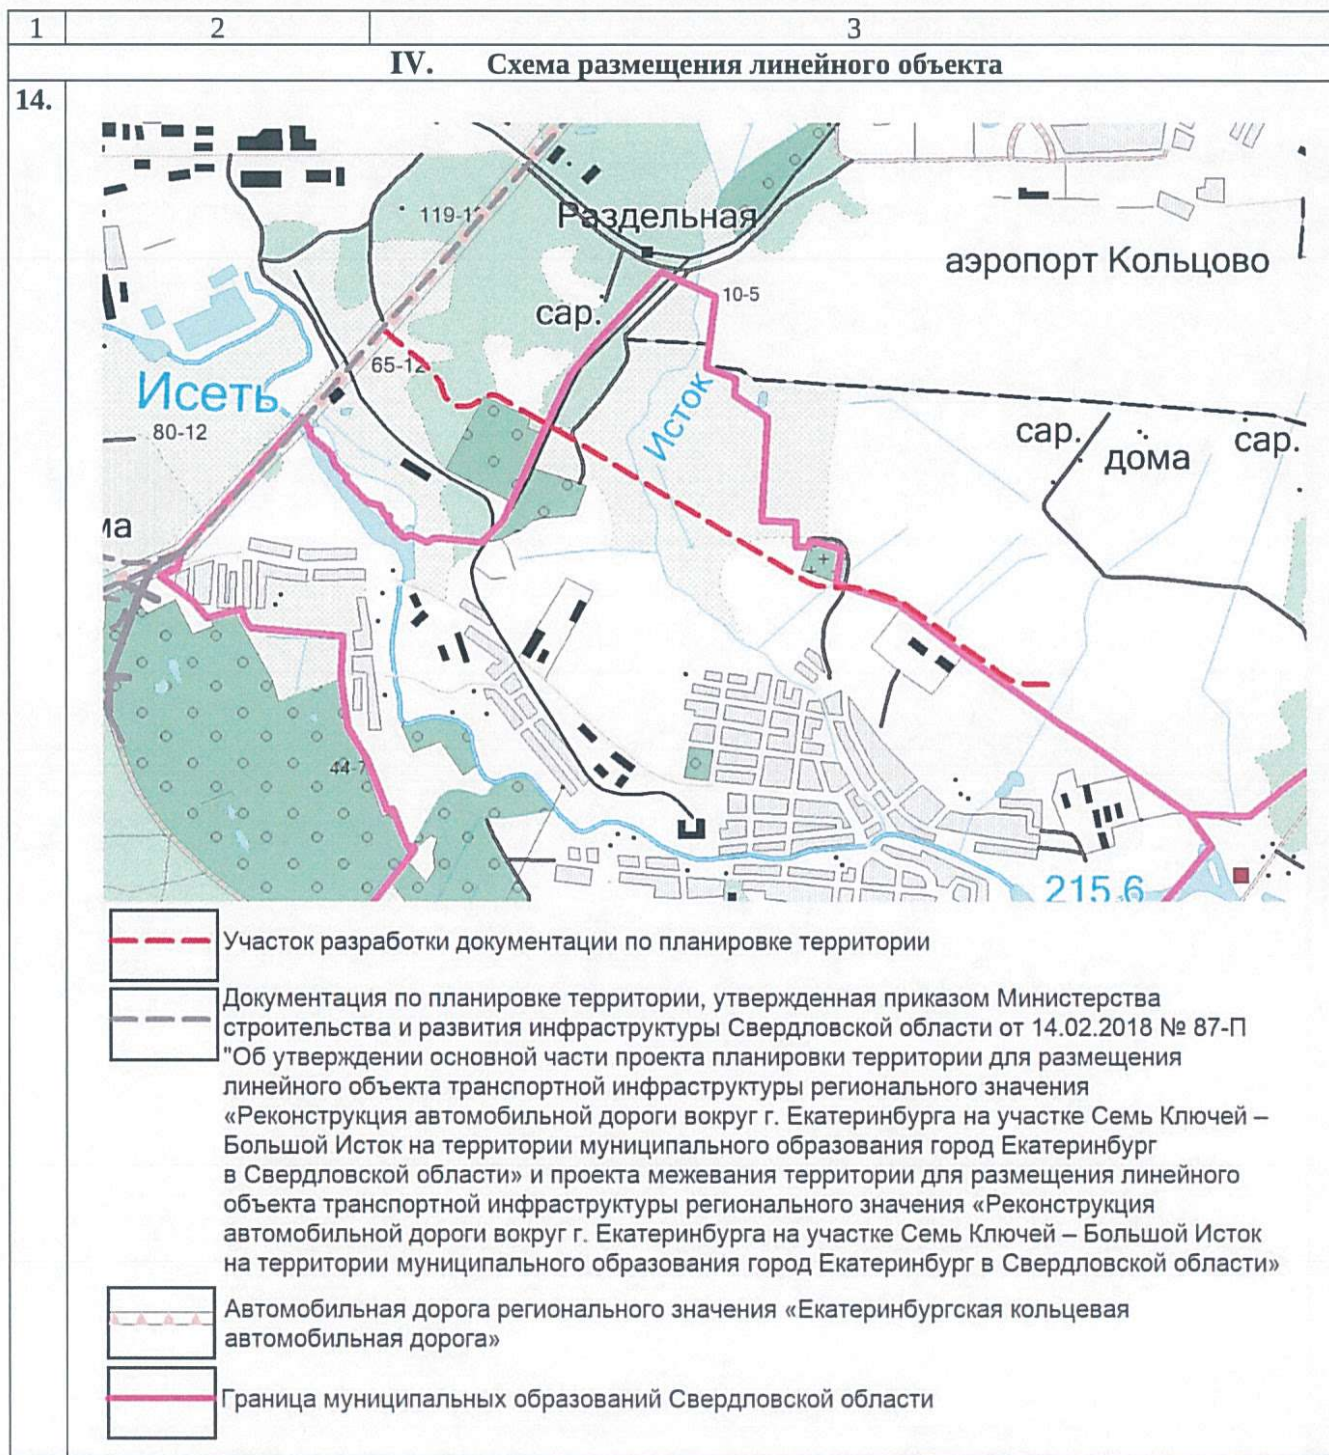 1 2 3
IV. Схема размещения линейного объекта
14.
119-1
Раздельная
аэропорт Кольцово
10-5
сар.
65-12
Исеть
Исток
80-12
сар.
дома
сар.
ма
44-7
215.6
Участок разработки документации по планировке территории
Документация по планировке территории, утвержденная приказом Министерства
строительства и развития инфраструктуры Свердловской области от 14.02.2018 № 87-П
"Об утверждении основной части проекта планировки территории для размещения
линейного объекта транспортной инфраструктуры регионального значения
«Реконструкция автомобильной дороги вокруг г. Екатеринбурга на участке Семь Ключей –
Большой Исток на территории муниципального образования город Екатеринбург
в Свердловской области» и проекта межевания территории для размещения линейного
объекта транспортной инфраструктуры регионального значения «Реконструкция
автомобильной дороги вокруг г. Екатеринбурга на участке Семь Ключей – Большой Исток
на территории муниципального образования город Екатеринбург в Свердловской области»
Автомобильная дорога регионального значения «Екатеринбургская кольцевая
автомобильная дорога»
Граница муниципальных образований Свердловской области